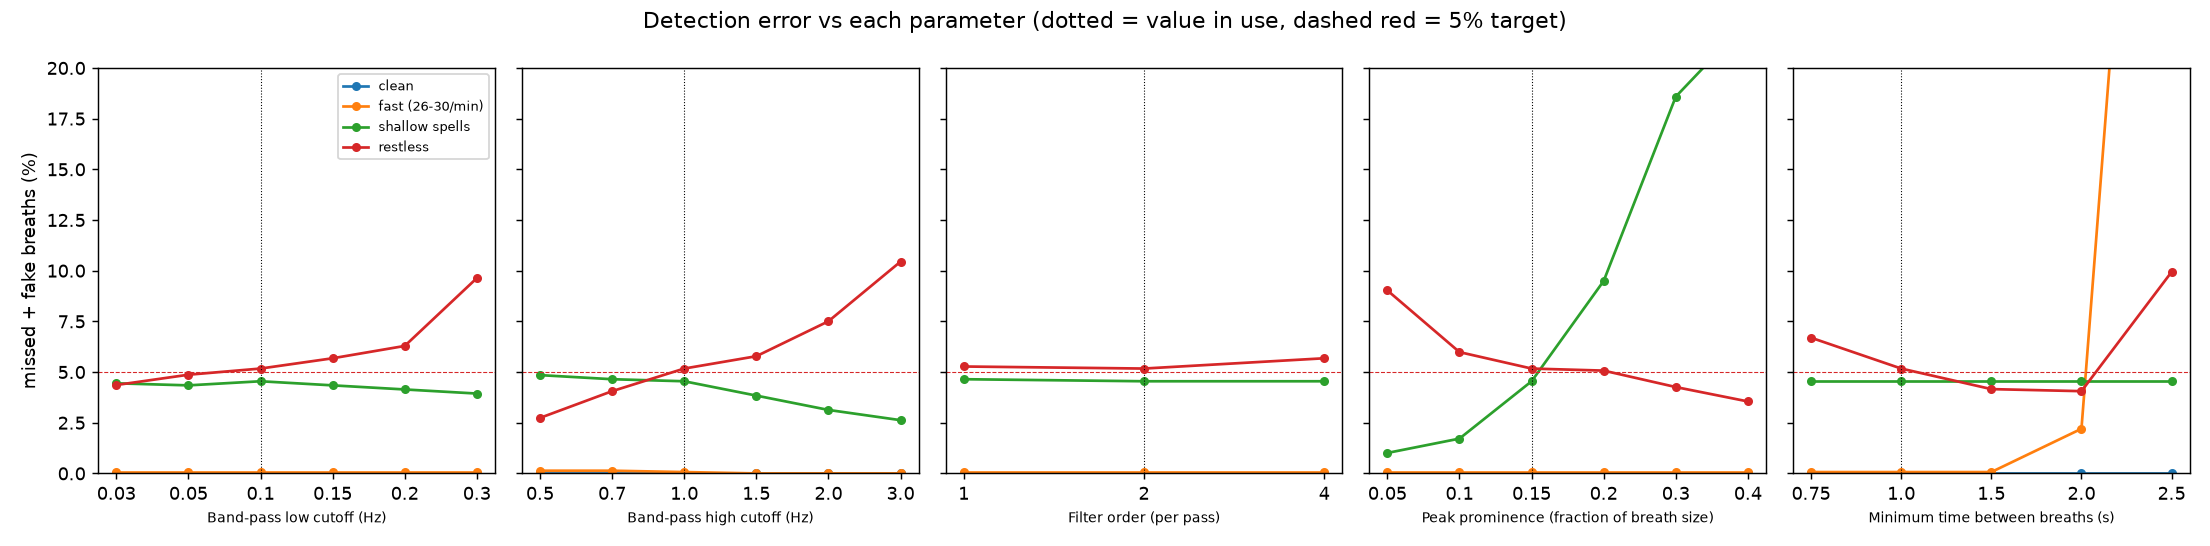 Detection error vs each parameter (dotted = value in use, dashed red = 5% target)
missed + fake breaths (%)
20.0
17.5
15.0
12.5
10.0
7.5
5.0
2.5
0.0
clean
fast (26-30/min)
shallow spells
restless
0.03 0.05 0.1 0.15 0.2 0.3
Band-pass low cutoff (Hz)
0.5 0.7 1.0 1.5 2.0 3.0
Band-pass high cutoff (Hz)
1 2 4
Filter order (per pass)
0.05 0.1 0.15 0.2 0.3 0.4
Peak prominence (fraction of breath size)
0.75 1.0 1.5 2.0 2.5
Minimum time between breaths (s)